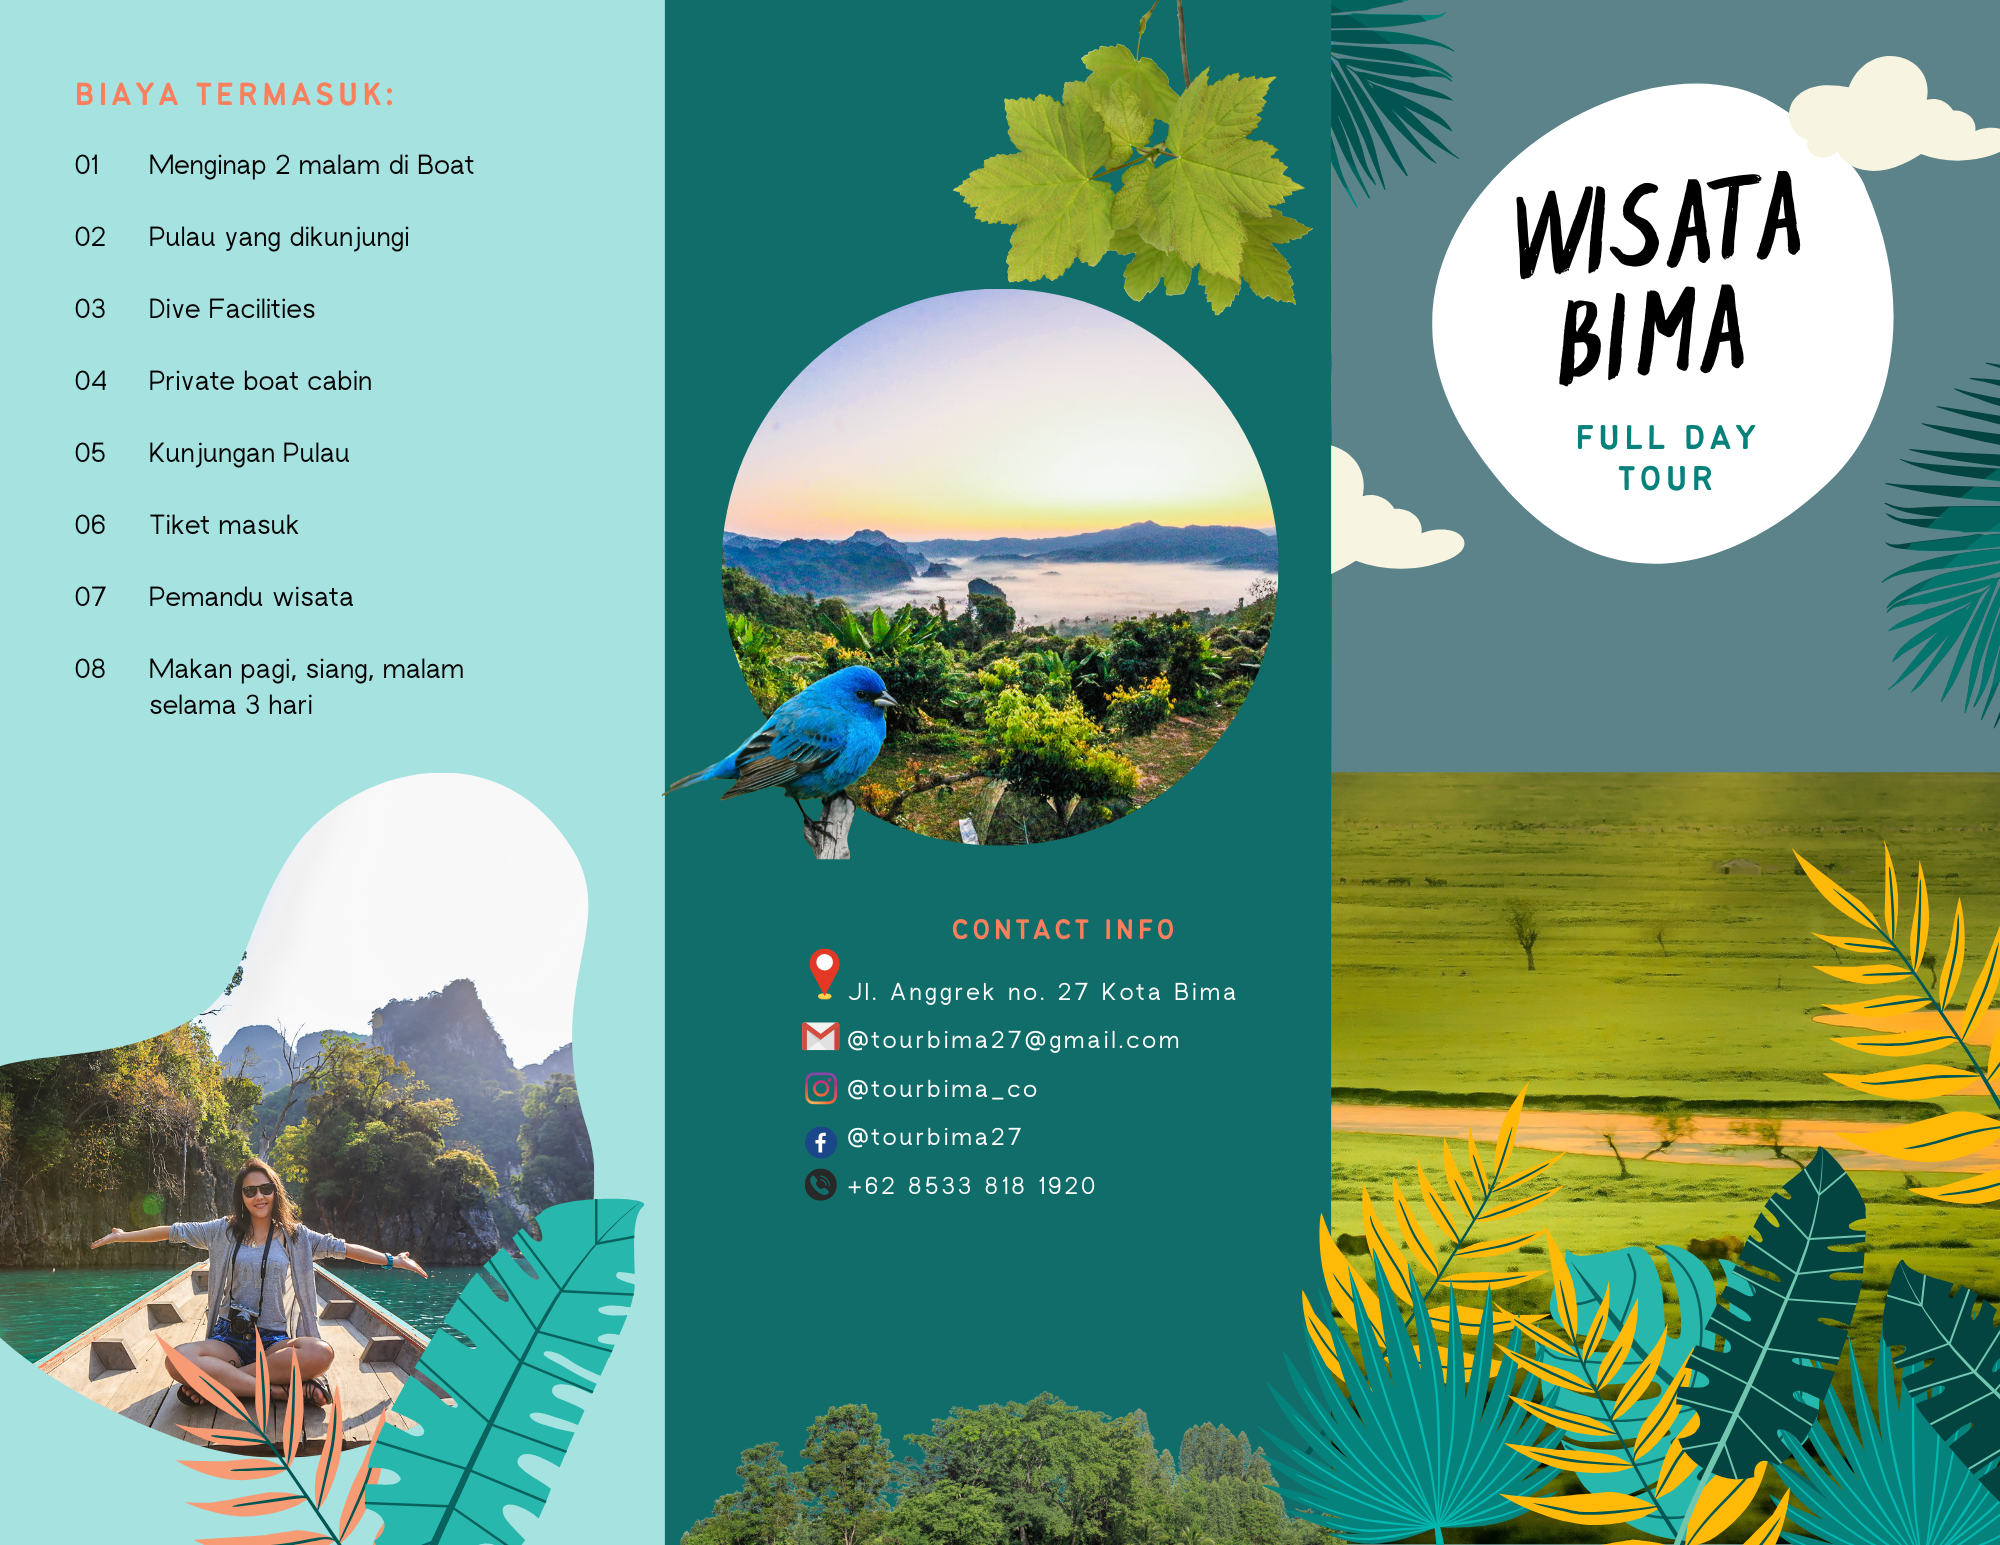 BIAYA TERMASUK:
01 Menginap 2 malam di Boat
02 Pulau yang dikunjungi
03 Dive Facilities
04 Private boat cabin
05 Kunjungan Pulau
06 Tiket masuk
07 Pemandu wisata
08 Makan pagi, siang, malam
selama 3 hari
CONTACT INFO
Jl. Anggrek no. 27 Kota Bima
@tourbima27@gmail.com
@tourbima_co
@tourbima27
+62 8533 818 1920
WISATA
BIMA
FULL DAY
TOUR